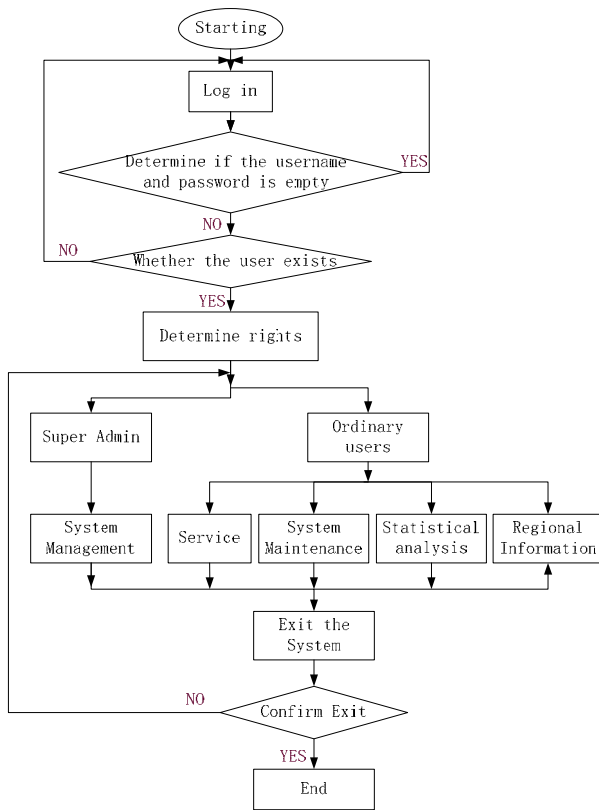 Starting
Log in
Determine if the username
and password is empty
YES
NO
NO
Whether the user exists
YES
Determine rights
Super Admin
Ordinary
users
System
Management
Service
System
Maintenance
Statistical
analysis
Regional
Information
Exit the
System
NO
Confirm Exit
YES
End